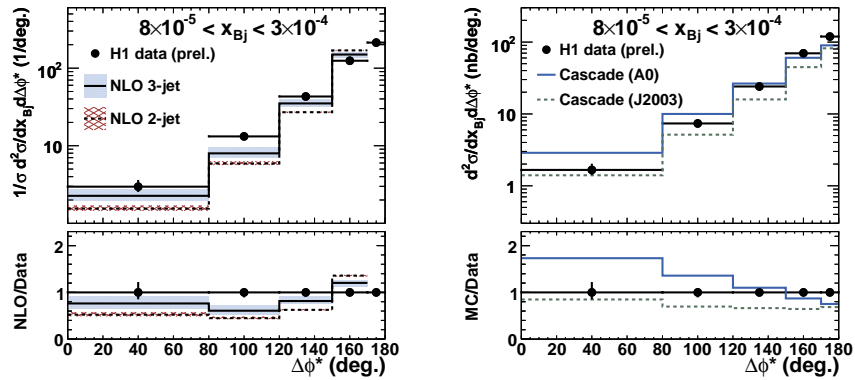 8×10⁻⁵ < x_Bj < 3×10⁻⁴
H1 data (prel.)
NLO 3-jet
NLO 2-jet
1/σ d²σ/dx_Bj dΔφ* (1/deg.)
10²
10
NLO/Data
2
1
0
0 20 40 60 80 100 120 140 160 180
Δφ* (deg.)
8×10⁻⁵ < x_Bj < 3×10⁻⁴
H1 data (prel.)
Cascade (A0)
Cascade (J2003)
d²σ/dx_Bj dΔφ* (nb/deg.)
10²
10
1
MC/Data
2
1
0
0 20 40 60 80 100 120 140 160 180
Δφ* (deg.)